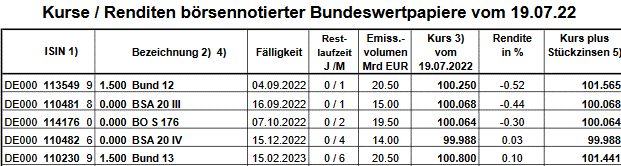 Kurse / Renditen börsennotierter Bundeswertpapiere vom 19.07.22
ISIN 1) Bezeichnung 2) 4) Fälligkeit Rest-laufzeit J /M Emiss.-volumen Mrd EUR Kurs 3) vom 19.07.2022 Rendite in % Kurs plus Stückzinsen 5)
DE000 113549 9 1.500 Bund 12 04.09.2022 0 / 1 20.50 100.250 -0.52 101.565
DE000 110481 8 0.000 BSA 20 III 16.09.2022 0 / 1 15.00 100.068 -0.44 100.068
DE000 114176 0 0.000 BO S 176 07.10.2022 0 / 2 19.50 100.064 -0.30 100.064
DE000 110482 6 0.000 BSA 20 IV 15.12.2022 0 / 4 14.00 99.988 0.03 99.988
DE000 110230 9 1.500 Bund 13 15.02.2023 0 / 6 20.50 100.800 0.10 101.441